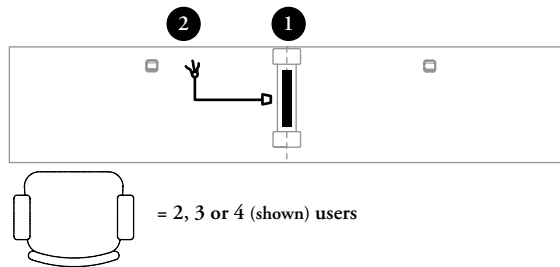 2 1
= 2, 3 or 4 (shown) users